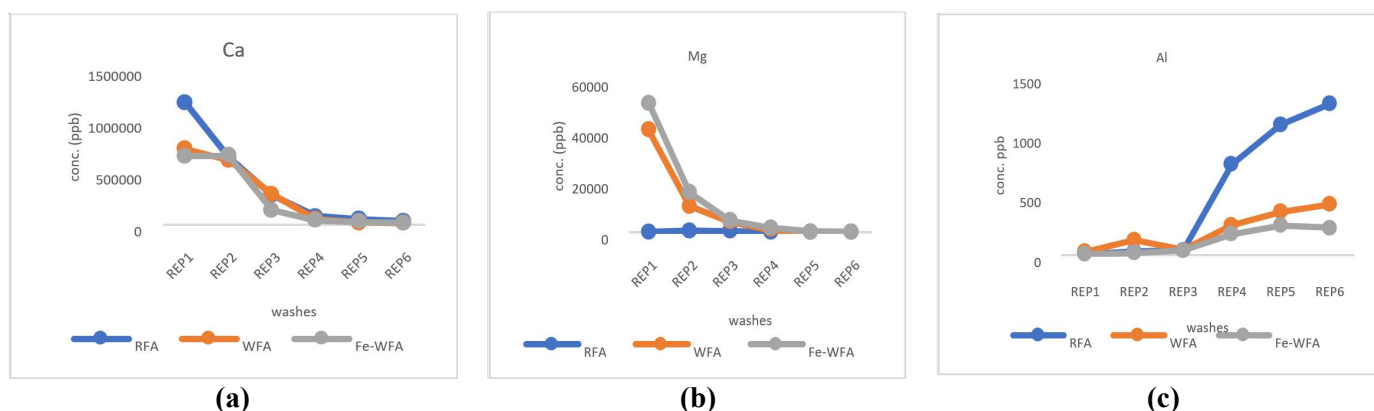 Ca
1500000
1000000
500000
0
conc. (ppb)
REP1
REP2
REP3
REP4
REP5
REP6
washes
RFA
WFA
Fe-WFA
(a)
Mg
60000
40000
20000
0
conc. (ppb)
REP1
REP2
REP3
REP4
REP5
REP6
washes
RFA
WFA
Fe-WFA
(b)
Al
1500
1000
500
0
conc. ppb
REP1 REP2 REP3 REP4 REP5 REP6
washes
RFA
WFA
Fe-WFA
(c)